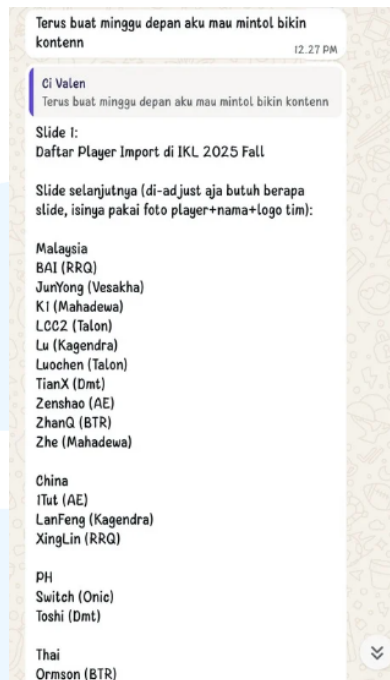 Terus buat minggu depan aku mau mintol bikin
kontenn
12.27 PM
Ci Valen
Terus buat minggu depan aku mau mintol bikin kontenn
Slide 1:
Daftar Player Import di IKL 2025 Fall
Slide selanjutnya (di-adjust aja butuh berapa
slide, isinya pakai foto player+nama+logo tim):
Malaysia
BAI (RRQ)
JunYong (Vesakha)
K1 (Mahadewa)
LCC2 (Talon)
Lu (Kagendra)
Luochen (Talon)
TianX (Dmt)
Zenshao (AE)
ZhanQ (BTR)
Zhe (Mahadewa)
China
1Tut (AE)
LanFeng (Kagendra)
XingLin (RRQ)
PH
Switch (Onic)
Toshi (Dmt)
Thai
Ormson (BTR)